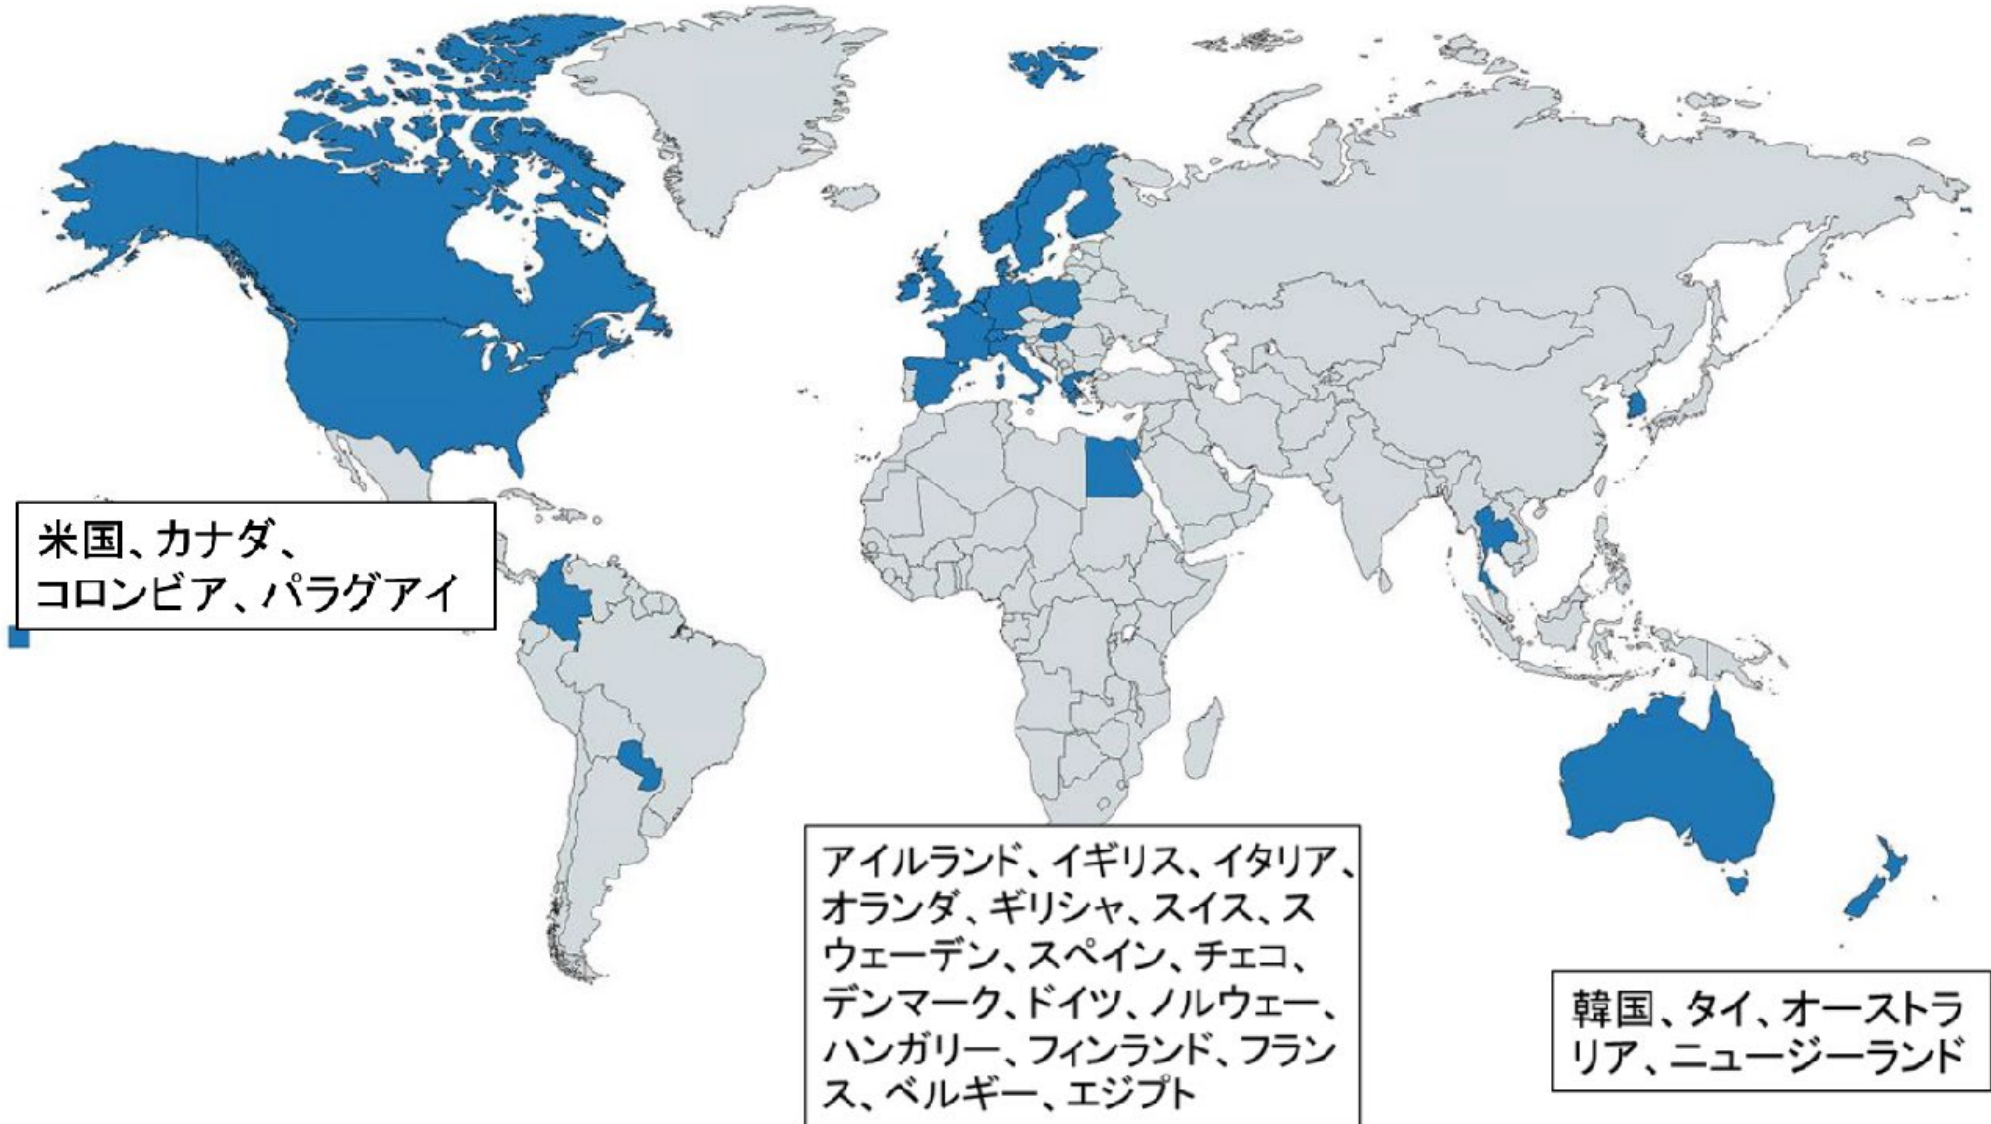 米国、カナダ、
コロンビア、パラグアイ
アイルランド、イギリス、イタリア、
オランダ、ギリシャ、スイス、ス
ウェーデン、スペイン、チェコ、
デンマーク、ドイツ、ノルウェー、
ハンガリー、フィンランド、フラン
ス、ベルギー、エジプト
韓国、タイ、オーストラ
リア、ニュージーランド